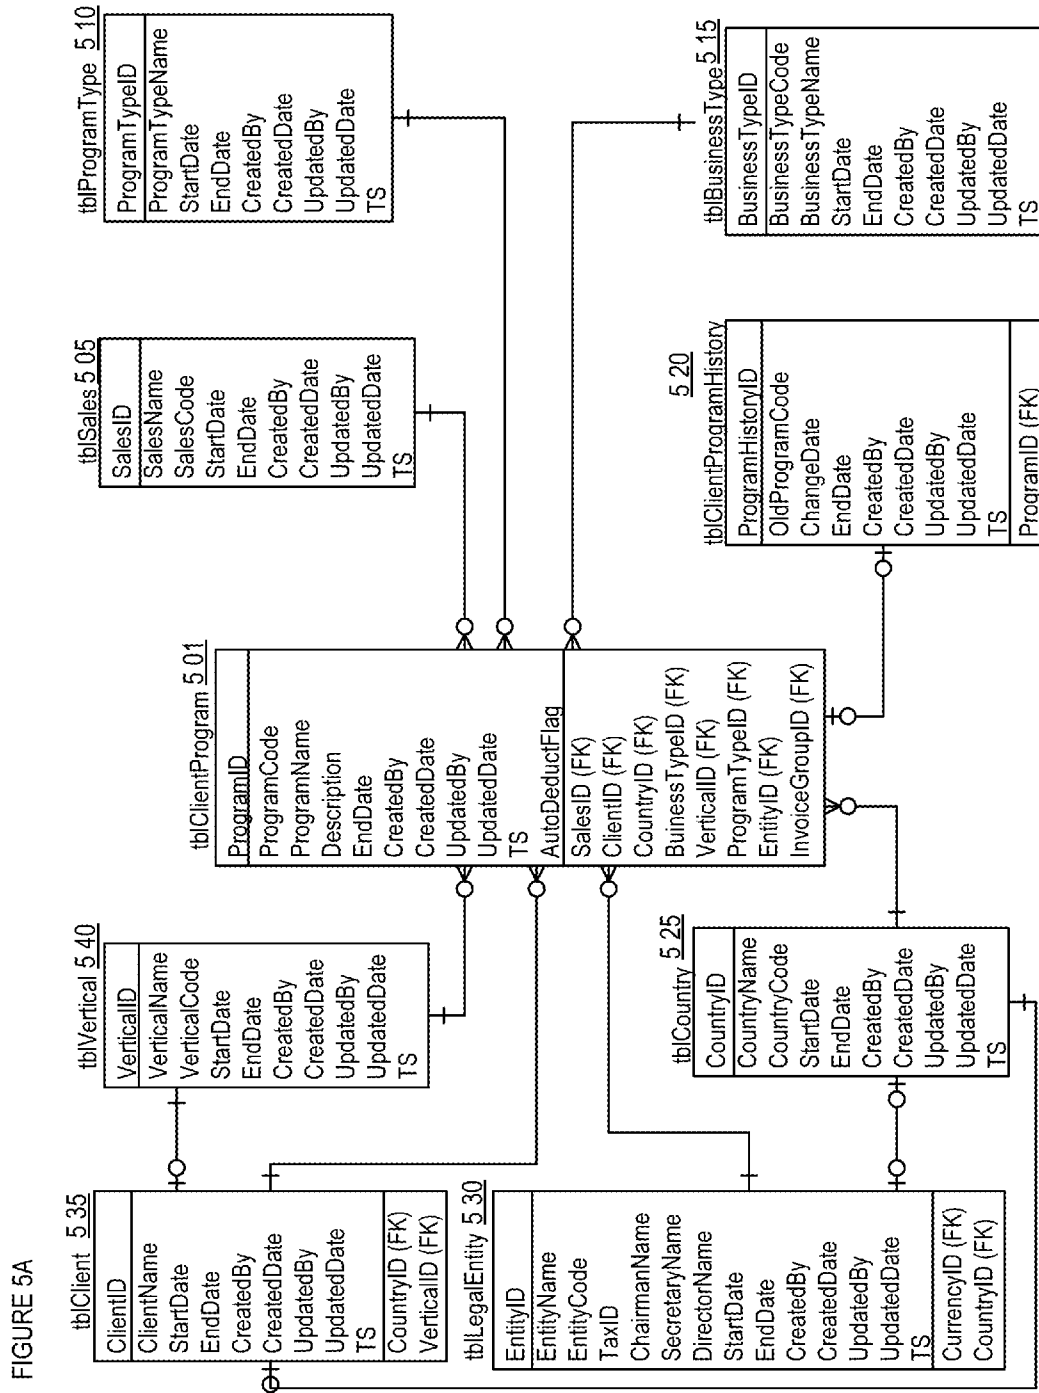 FIGURE 5A
tblClient 5 35
ClientID
ClientName
StartDate
EndDate
CreatedBy
CreatedDate
UpdatedBy
UpdatedDate
TS
CountryID (FK)
VerticalID (FK)
tblVertical 5 40
VerticalID
VerticalName
VerticalCode
StartDate
EndDate
CreatedBy
CreatedDate
UpdatedBy
UpdatedDate
TS
tblSales 5 05
SalesID
SalesName
SalesCode
StartDate
EndDate
CreatedBy
CreatedDate
UpdatedBy
UpdatedDate
TS
tblProgramType 5 10
ProgramTypeID
ProgramTypeName
StartDate
EndDate
CreatedBy
CreatedDate
UpdatedBy
UpdatedDate
TS
tblClientProgram 5 01
ProgramID
ProgramCode
ProgramName
Description
EndDate
CreatedBy
CreatedDate
UpdatedBy
UpdatedDate
TS
AutoDeductFlag
SalesID (FK)
ClientID (FK)
CountryID (FK)
BusinessTypeID (FK)
VerticalID (FK)
ProgramTypeID (FK)
EntityID (FK)
InvoiceGroupID (FK)
tblLegalEntity 5 30
EntityID
EntityName
EntityCode
TaxID
ChairmanName
SecretaryName
DirectorName
StartDate
EndDate
CreatedBy
CreatedDate
UpdatedBy
UpdatedDate
TS
CurrencyID (FK)
CountryID (FK)
tblCountry 5 25
CountryID
CountryName
CountryCode
StartDate
EndDate
CreatedBy
CreatedDate
UpdatedBy
UpdatedDate
TS
5 20
tblClientProgramHistory
ProgramHistoryID
OldProgramCode
ChangeDate
EndDate
CreatedBy
CreatedDate
UpdatedBy
UpdatedDate
TS
ProgramID (FK)
tblBusinessType 5 15
BusinessTypeID
BusinessTypeCode
BusinessTypeName
StartDate
EndDate
CreatedBy
CreatedDate
UpdatedBy
UpdatedDate
TS